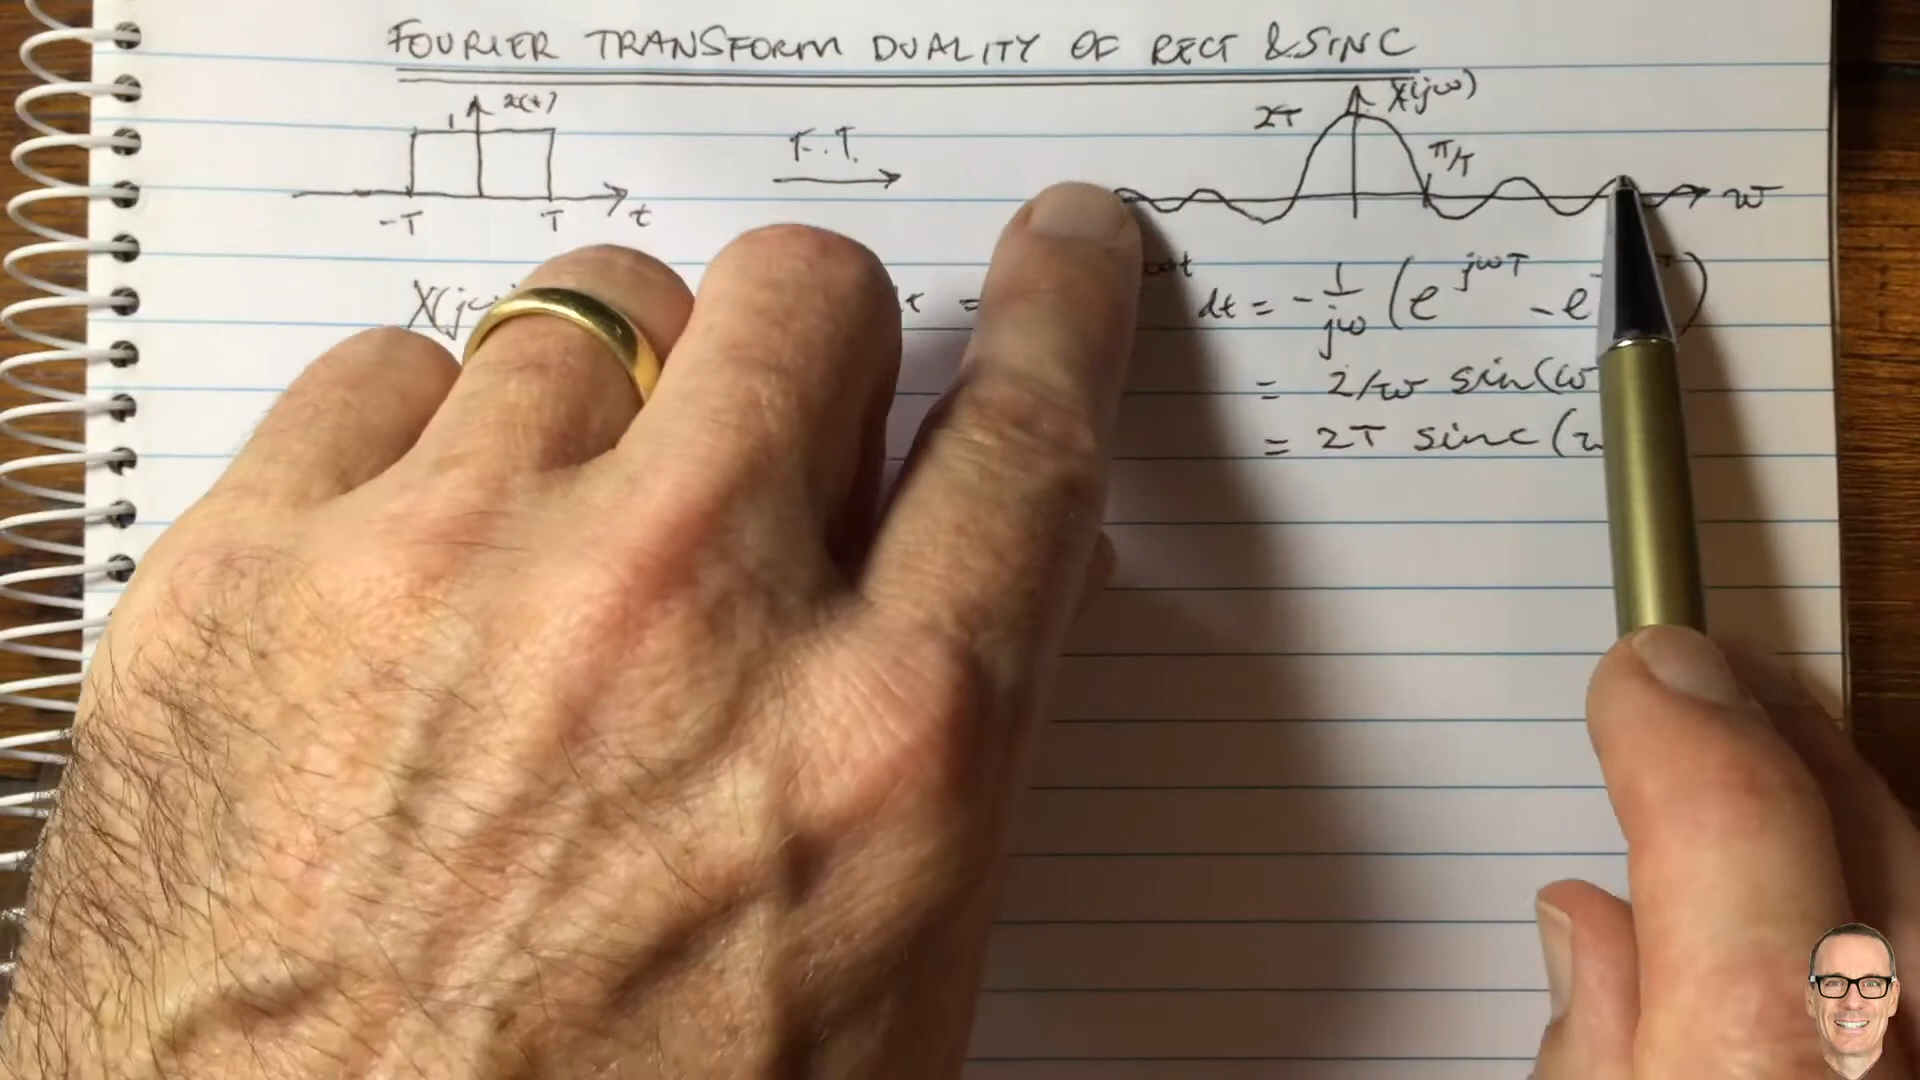 FOURIER TRANSFORM DUALITY OF RECT & SINC
1 x(t)
F.T.
2T X(jω)
π/T
-T T t
ω
dt = -1/jω (e^jωT - e
= 2/ω sin(ω
= 2T sinc(